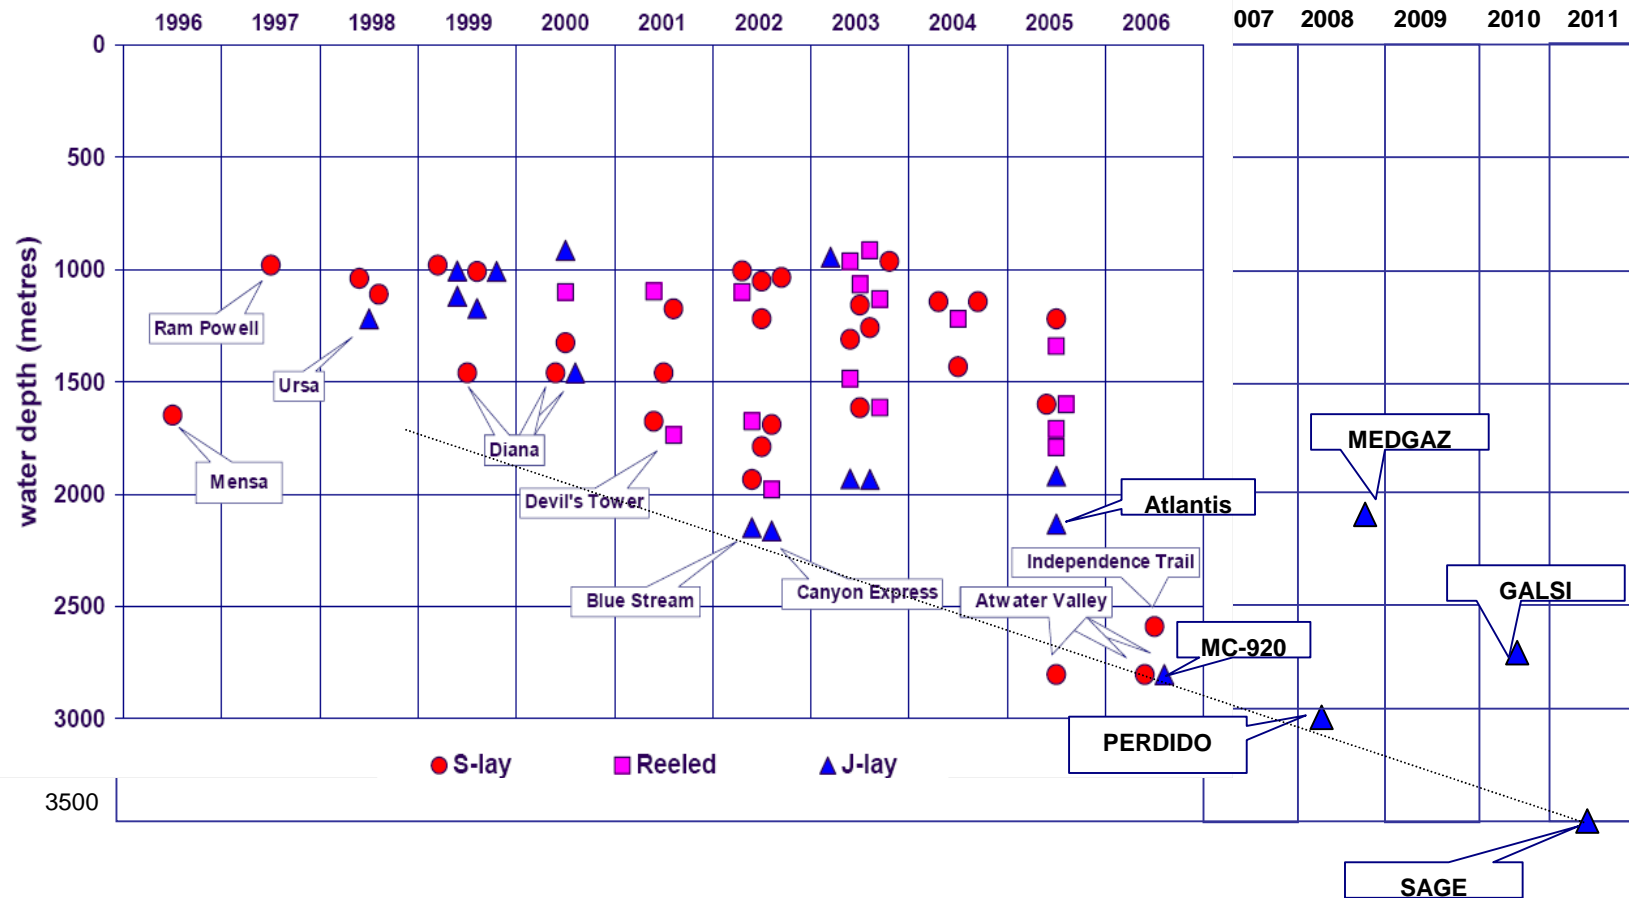 1996 1997 1998 1999 2000 2001 2002 2003 2004 2005 2006 007 2008 2009 2010 2011
0
500
1000
1500
2000
2500
3000
3500
water depth (metres)
Ram Powell
Ursa
MEDGAZ
Diana
Mensa
Devil's Tower
Atlantis
Independence Trail
GALSI
Canyon Express
Blue Stream
Atwater Valley
MC-920
PERDIDO
S-lay Reeled J-lay
SAGE